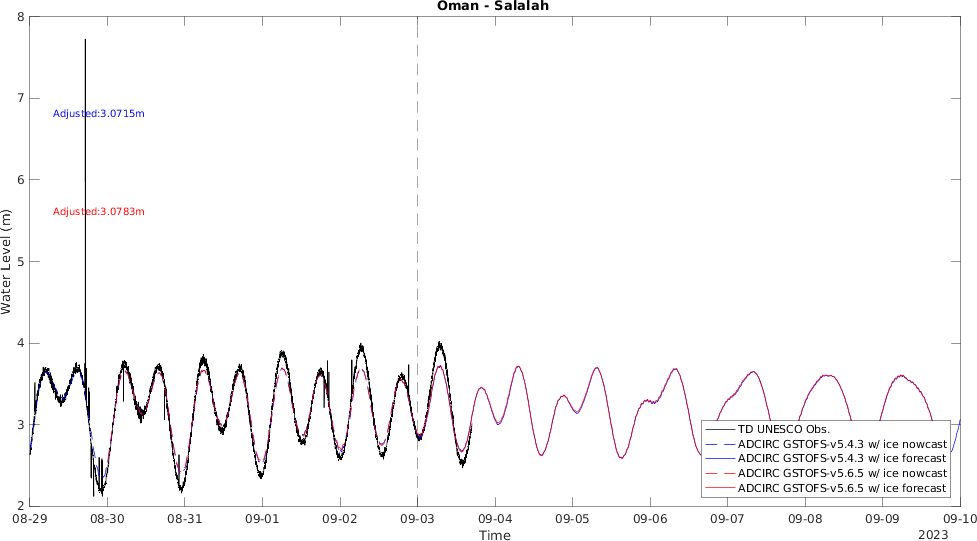 Oman - Salalah
8
7
6
5
4
3
2
Water Level (m)
Adjusted:3.0715m
Adjusted:3.0783m
TD UNESCO Obs.
ADCIRC GSTOFS-v5.4.3 w/ ice nowcast
ADCIRC GSTOFS-v5.4.3 w/ ice forecast
ADCIRC GSTOFS-v5.6.5 w/ ice nowcast
ADCIRC GSTOFS-v5.6.5 w/ ice forecast
08-29 08-30 08-31 09-01 09-02 09-03 09-04 09-05 09-06 09-07 09-08 09-09 09-10
Time
2023